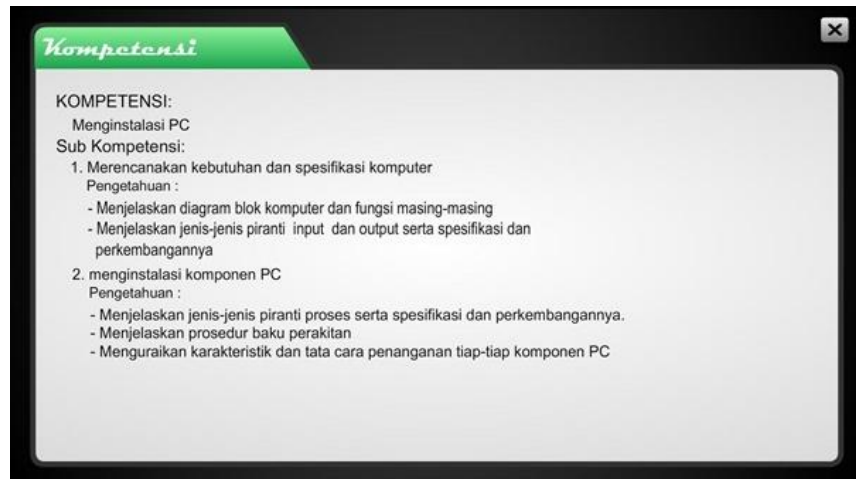 Kompetensi
KOMPETENSI:
Menginstalasi PC
Sub Kompetensi:
1. Merencanakan kebutuhan dan spesifikasi komputer
Pengetahuan :
- Menjelaskan diagram blok komputer dan fungsi masing-masing
- Menjelaskan jenis-jenis piranti input dan output serta spesifikasi dan
perkembangannya
2. menginstalasi komponen PC
Pengetahuan :
- Menjelaskan jenis-jenis piranti proses serta spesifikasi dan perkembangannya.
- Menjelaskan prosedur baku perakitan
- Menguraikan karakteristik dan tata cara penanganan tiap-tiap komponen PC